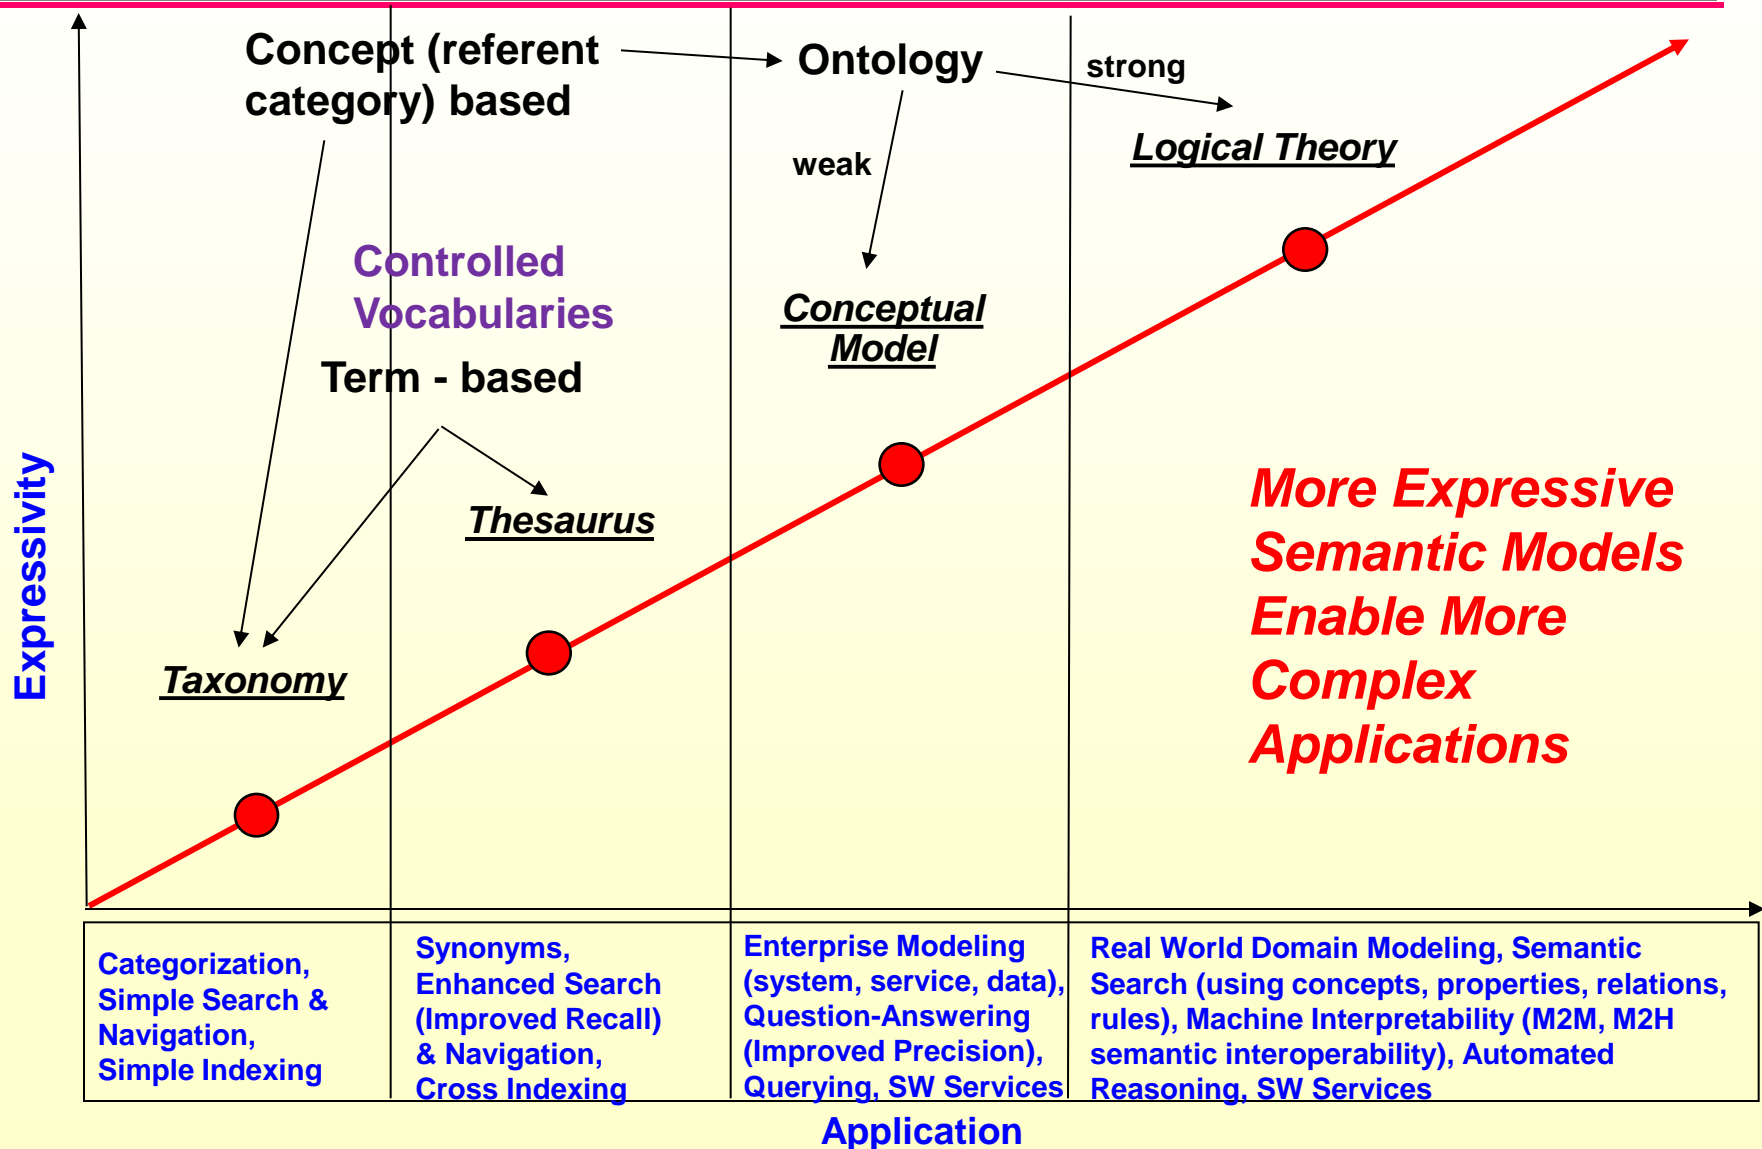 Concept (referent
category) based
Ontology
strong
Logical Theory
weak
Controlled
Vocabularies
Conceptual
Model
Term - based
Thesaurus
Taxonomy
Expressivity
More Expressive
Semantic Models
Enable More
Complex
Applications
Categorization,
Simple Search &
Navigation,
Simple Indexing
Synonyms,
Enhanced Search
(Improved Recall)
& Navigation,
Cross Indexing
Enterprise Modeling
(system, service, data),
Question-Answering
(Improved Precision),
Querying, SW Services
Real World Domain Modeling, Semantic
Search (using concepts, properties, relations,
rules), Machine Interpretability (M2M, M2H
semantic interoperability), Automated
Reasoning, SW Services
Application